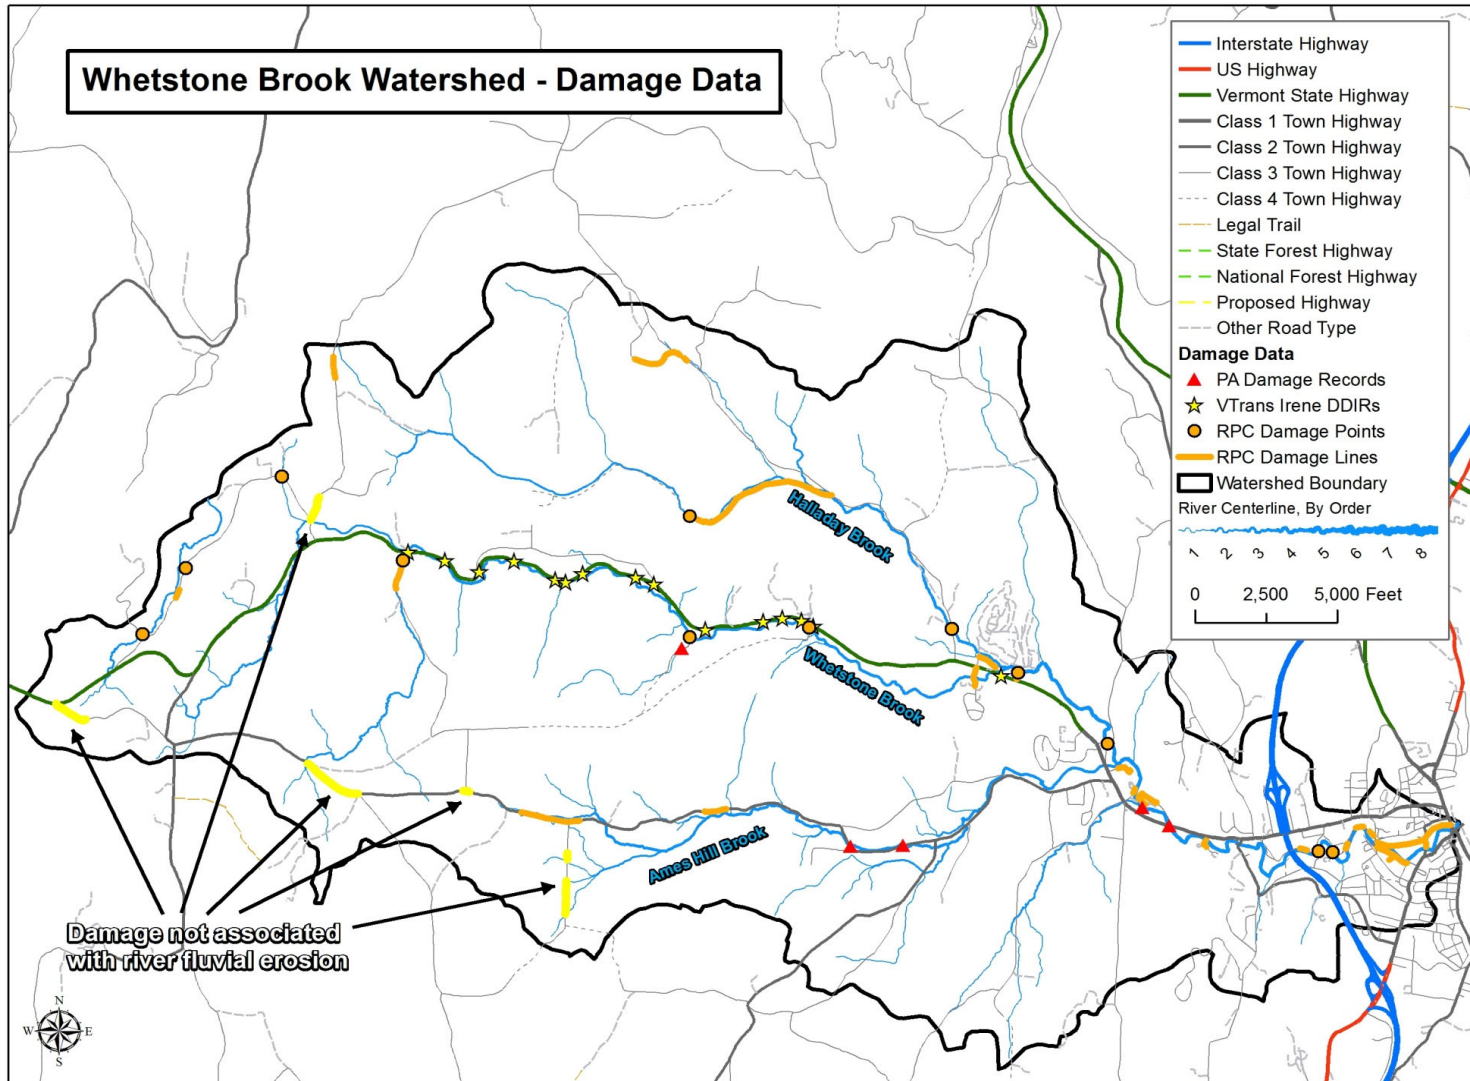 Whetstone Brook Watershed - Damage Data
Interstate Highway
US Highway
Vermont State Highway
Class 1 Town Highway
Class 2 Town Highway
Class 3 Town Highway
Class 4 Town Highway
Legal Trail
State Forest Highway
National Forest Highway
Proposed Highway
Other Road Type
Damage Data
PA Damage Records
VTrans Irene DDIRs
RPC Damage Points
RPC Damage Lines
Watershed Boundary
River Centerline, By Order
1 2 3 4 5 6 7 8
0 2,500 5,000 Feet
Halladay Brook
Whetstone Brook
Ames Hill Brook
Damage not associated
with river fluvial erosion
N
W E
S